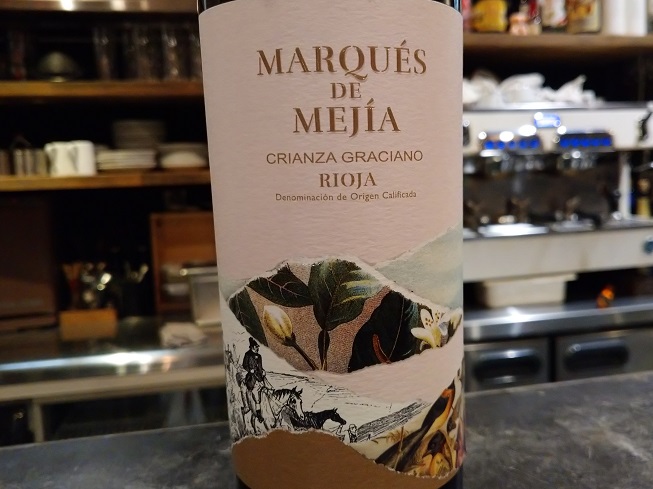 MARQUÉS
DE
MEJÍA
CRIANZA GRACIANO
RIOJA
Denominación de Origen Calificada